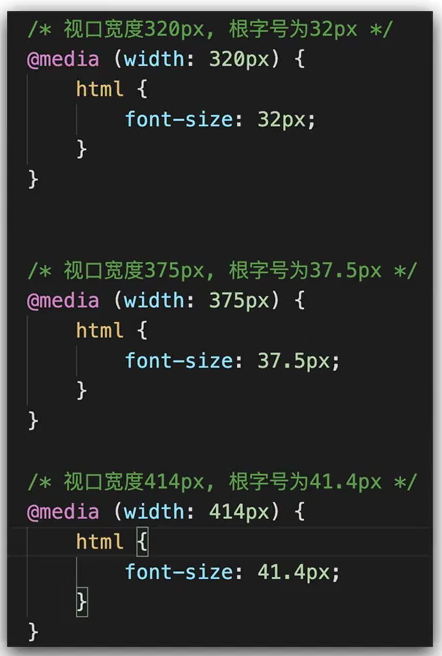 /* 视口宽度320px, 根字号为32px */
@media (width: 320px) {
html {
font-size: 32px;
}
}
/* 视口宽度375px, 根字号为37.5px */
@media (width: 375px) {
html {
font-size: 37.5px;
}
}
/* 视口宽度414px, 根字号为41.4px */
@media (width: 414px) {
html {
font-size: 41.4px;
}
}